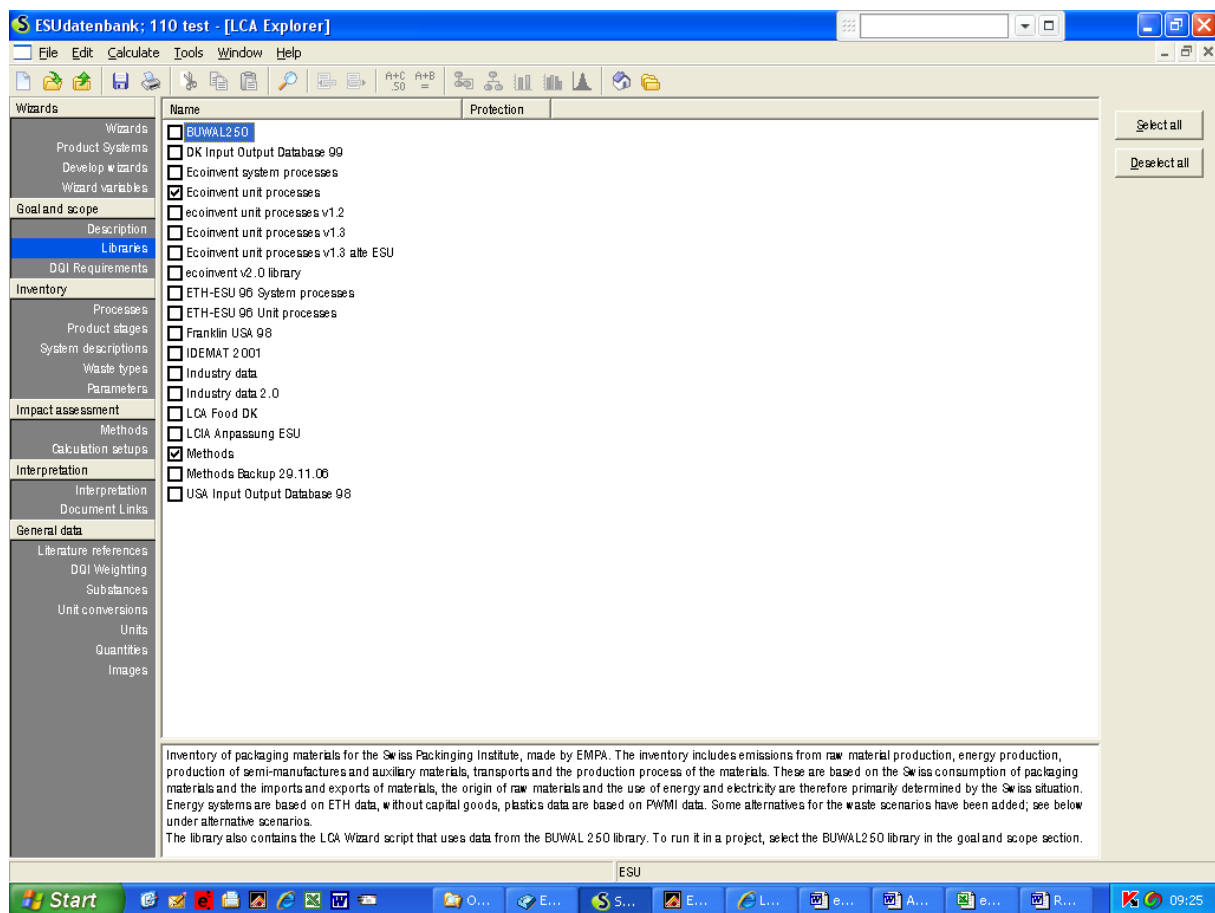 ESUdatenbank; 110 test - [LCA Explorer]
File Edit Calculate Tools Window Help
A+C .50 A+B =
Wizards
Wizards
Product Systems
Develop wizards
Wizard variables
Goal and scope
Description
Libraries
DQI Requirements
Inventory
Processes
Product stages
System descriptions
Waste types
Parameters
Impact assessment
Methods
Calculation setups
Interpretation
Interpretation
Document Links
General data
Literature references
DQI Weighting
Substances
Unit conversions
Units
Quantities
Images
Name Protection
BUWAL250
DK Input Output Database 99
Ecoinvent system processes
Ecoinvent unit processes
ecoinvent unit processes v1.2
Ecoinvent unit processes v1.3
Ecoinvent unit processes v1.3 alte ESU
ecoinvent v2.0 library
ETH-ESU 96 System processes
ETH-ESU 96 Unit processes
Franklin USA 98
IDEMAT 2001
Industry data
Industry data 2.0
LCA Food DK
LCIA Anpassung ESU
Methods
Methods Backup 29.11.06
USA Input Output Database 98
Select all
Deselect all
Inventory of packaging materials for the Swiss Packinging Institute, made by EMPA. The inventory includes emissions from raw material production, energy production,
production of semi-manufactures and auxiliary materials, transports and the production process of the materials. These are based on the Swiss consumption of packaging
materials and the imports and exports of materials, the origin of raw materials and the use of energy and electricity are therefore primarily determined by the Swiss situation.
Energy systems are based on ETH data, without capital goods, plastics data are based on PWMI data. Some alternatives for the waste scenarios have been added; see below
under alternative scenarios.
The library also contains the LCA Wizard script that uses data from the BUWAL 250 library. To run it in a project, select the BUWAL250 library in the goal and scope section.
ESU
Start O... E... S... E... L... e... A... e... R... 09:25